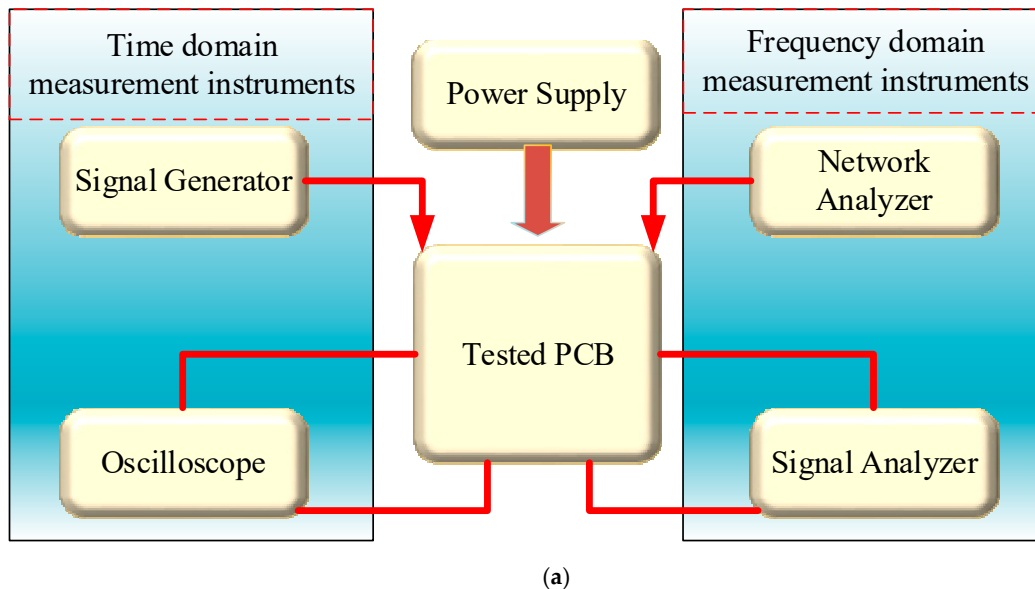 Time domain
measurement instruments
Power Supply
Frequency domain
measurement instruments
Signal Generator
Network
Analyzer
Tested PCB
Oscilloscope
Signal Analyzer
(a)